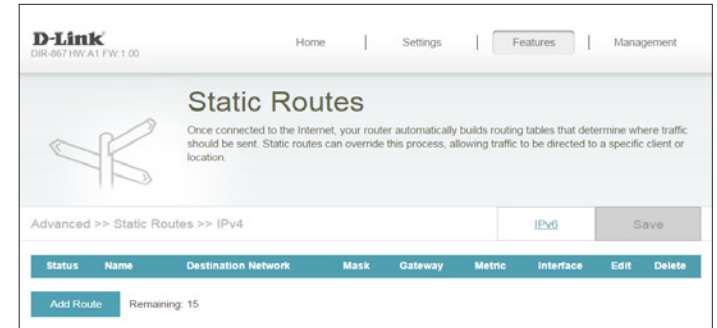 D-Link
DIR-867 HW:A1 FW:1.00
Home | Settings | Features | Management
Static Routes
Once connected to the Internet, your router automatically builds routing tables that determine where traffic
should be sent. Static routes can override this process, allowing traffic to be directed to a specific client or
location.
Advanced >> Static Routes >> IPv4
IPv6
Save
Status Name Destination Network Mask Gateway Metric Interface Edit Delete
Add Route Remaining: 15